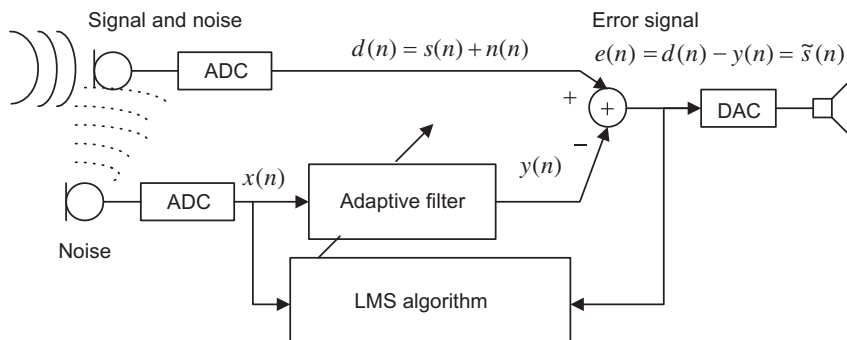 Signal and noise
Error signal
d(n) = s(n) + n(n)
e(n) = d(n) − y(n) = s̃(n)
ADC
+
+
DAC
−
x(n)
y(n)
ADC
Adaptive filter
Noise
LMS algorithm